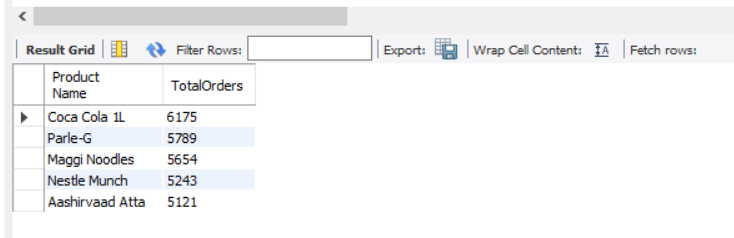 Result Grid Filter Rows: Export: Wrap Cell Content: Fetch rows:
Product Name TotalOrders
Coca Cola 1L 6175
Parle-G 5789
Maggi Noodles 5654
Nestle Munch 5243
Aashirvaad Atta 5121